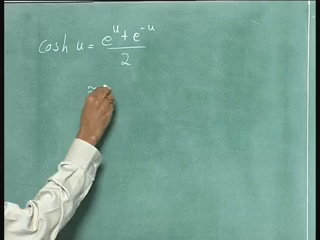 cosh u = e^u + e^-u / 2
≈